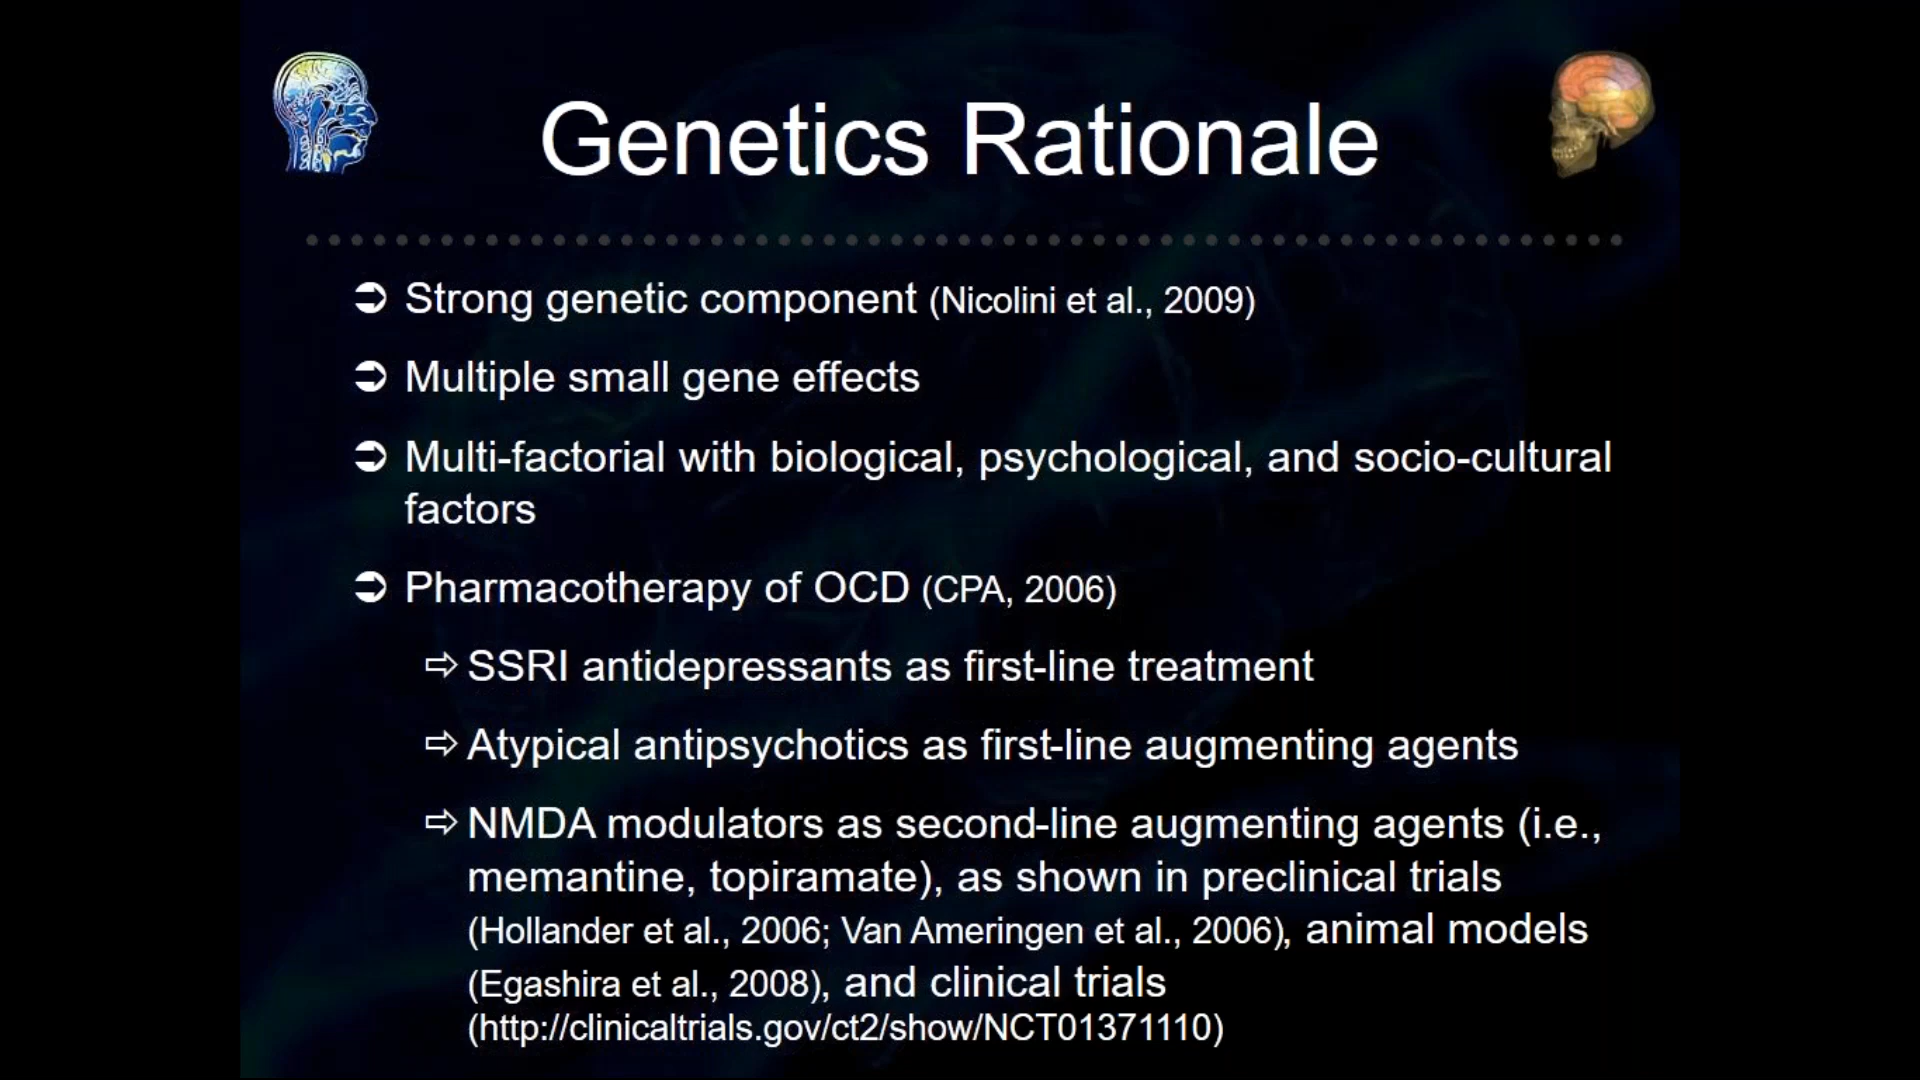 Genetics Rationale
➲ Strong genetic component (Nicolini et al., 2009)
➲ Multiple small gene effects
➲ Multi-factorial with biological, psychological, and socio-cultural
factors
➲ Pharmacotherapy of OCD (CPA, 2006)
⇨ SSRI antidepressants as first-line treatment
⇨ Atypical antipsychotics as first-line augmenting agents
⇨ NMDA modulators as second-line augmenting agents (i.e.,
memantine, topiramate), as shown in preclinical trials
(Hollander et al., 2006; Van Ameringen et al., 2006), animal models
(Egashira et al., 2008), and clinical trials
(http://clinicaltrials.gov/ct2/show/NCT01371110)